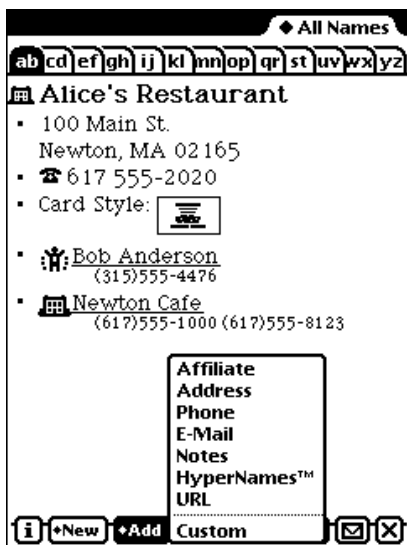 ◆ All Names
ab cd ef gh ij kl mn op qr st uv wx yz
Alice's Restaurant
• 100 Main St.
Newton, MA 02165
• ☎ 617 555-2020
• Card Style:
• Bob Anderson
(315)555-4476
• Newton Cafe
(617)555-1000 (617)555-8123
Affiliate
Address
Phone
E-Mail
Notes
HyperNames™
URL
Custom
i ◆New ◆Add